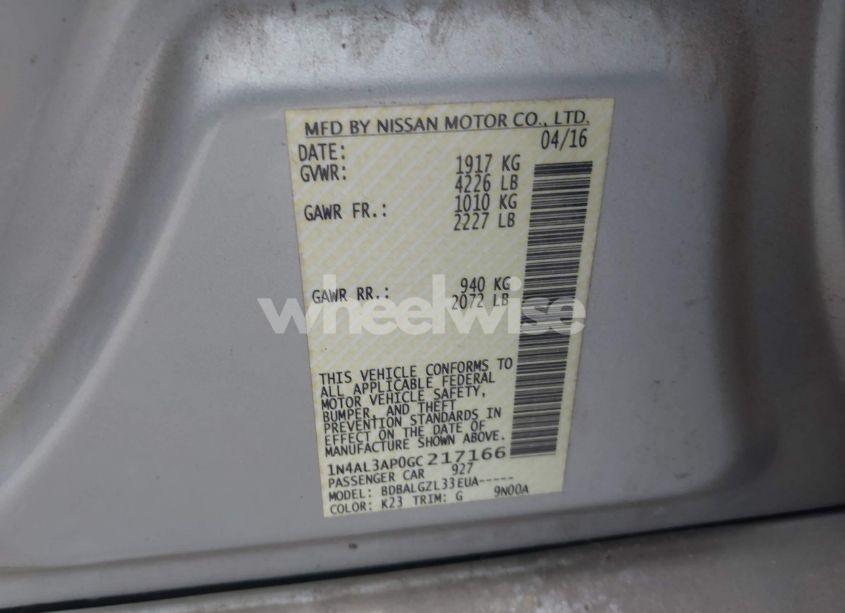 MFD BY NISSAN MOTOR CO., LTD.
DATE: 04/16
GVWR: 1917 KG
4226 LB
GAWR FR.: 1010 KG
2227 LB
GAWR RR.: 940 KG
2072 LB
wheelwise
THIS VEHICLE CONFORMS TO
ALL APPLICABLE FEDERAL
MOTOR VEHICLE SAFETY,
BUMPER, AND THEFT
PREVENTION STANDARDS IN
EFFECT ON THE DATE OF
MANUFACTURE SHOWN ABOVE.
1N4AL3AP0GC217166
PASSENGER CAR 927
MODEL: BDBALGZL33EUA-----
COLOR: K23 TRIM: G 9N00A